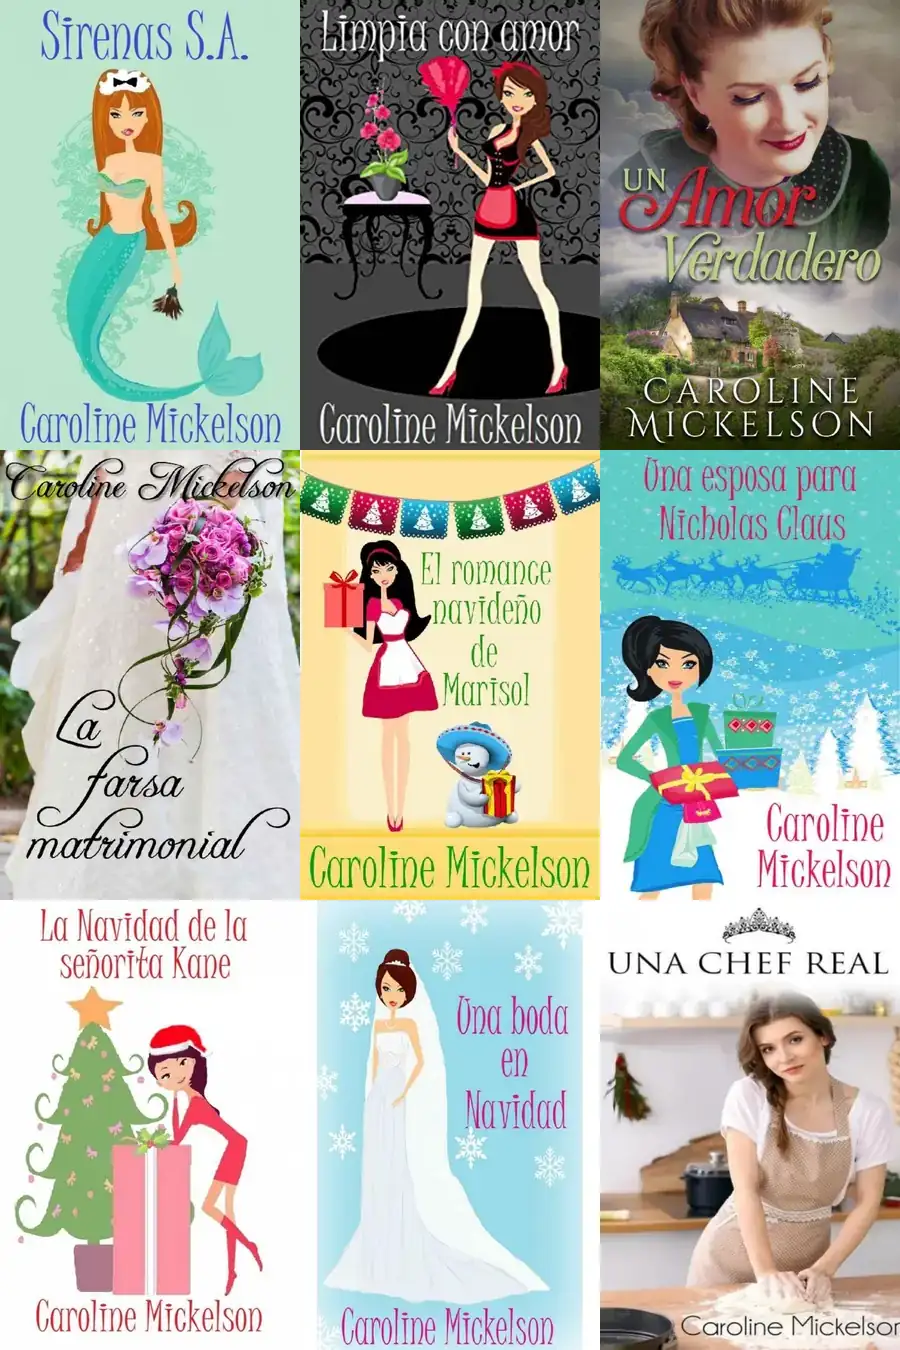 Sirenas S.A.
Caroline Mickelson
Limpia con amor
Caroline Mickelson
UN
Amor
Verdadero
CAROLINE
MICKELSON
Caroline Mickelson
La
farsa
matrimonial
El romance
navideño
de
Marisol
Caroline Mickelson
Una esposa para
Nicholas Claus
Caroline
Mickelson
La Navidad de la
señorita Kane
Caroline Mickelson
Una boda
en
Navidad
Caroline Mickelson
UNA CHEF REAL
Caroline Mickelson